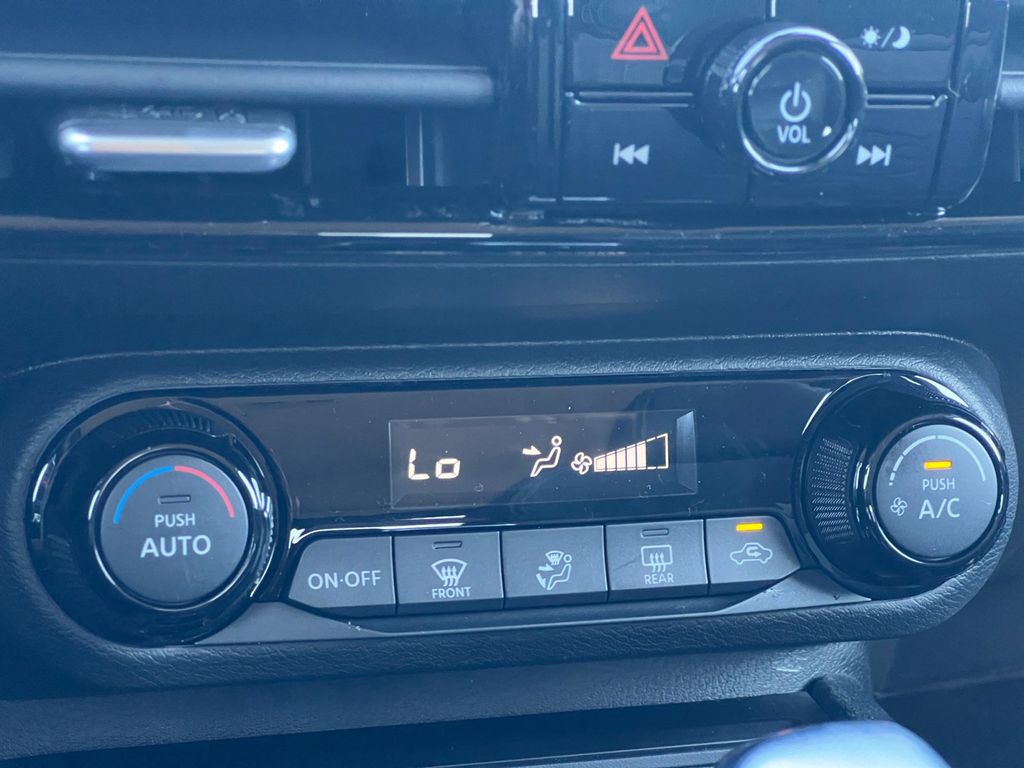 VOL
Lo
PUSH
AUTO
ON·OFF
FRONT
REAR
PUSH
A/C